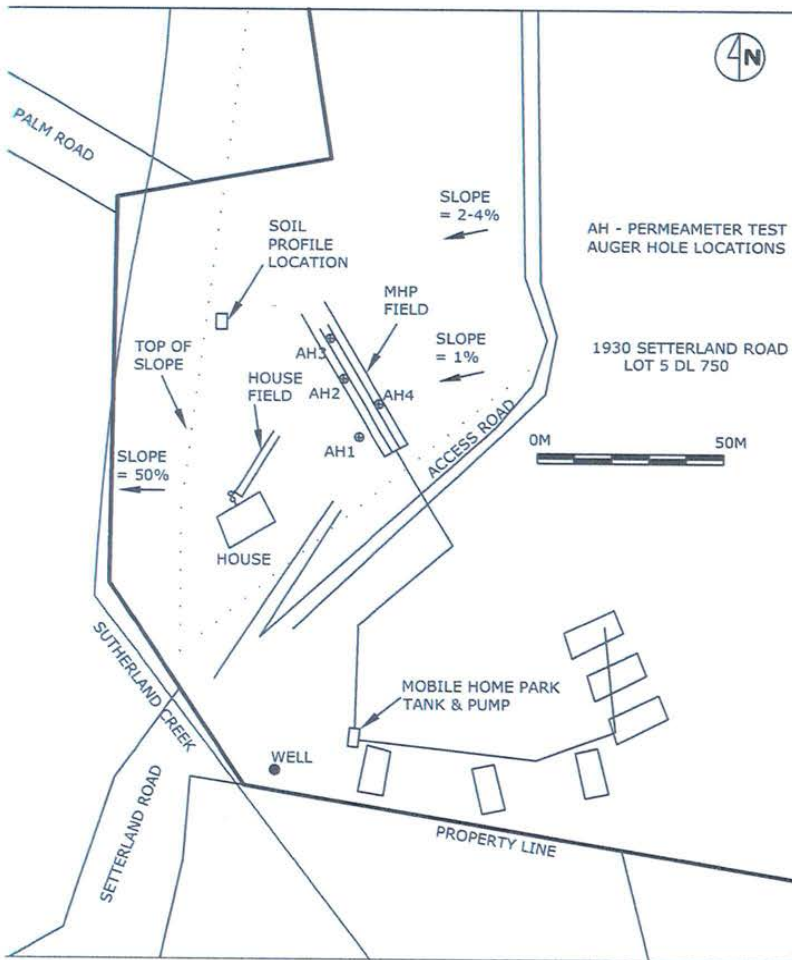 N
PALM ROAD
SLOPE
= 2-4%
AH - PERMEAMETER TEST
AUGER HOLE LOCATIONS
SOIL
PROFILE
LOCATION
MHP
FIELD
TOP OF
SLOPE
AH3
SLOPE
= 1%
1930 SETTERLAND ROAD
LOT 5 DL 750
HOUSE
FIELD
AH2
AH4
AH1
ACCESS ROAD
0M
50M
SLOPE
= 50%
HOUSE
SUTHERLAND CREEK
MOBILE HOME PARK
TANK & PUMP
WELL
SETTERLAND ROAD
PROPERTY LINE